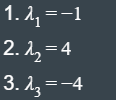 1. λ₁ = −1
2. λ₂ = 4
3. λ₃ = −4